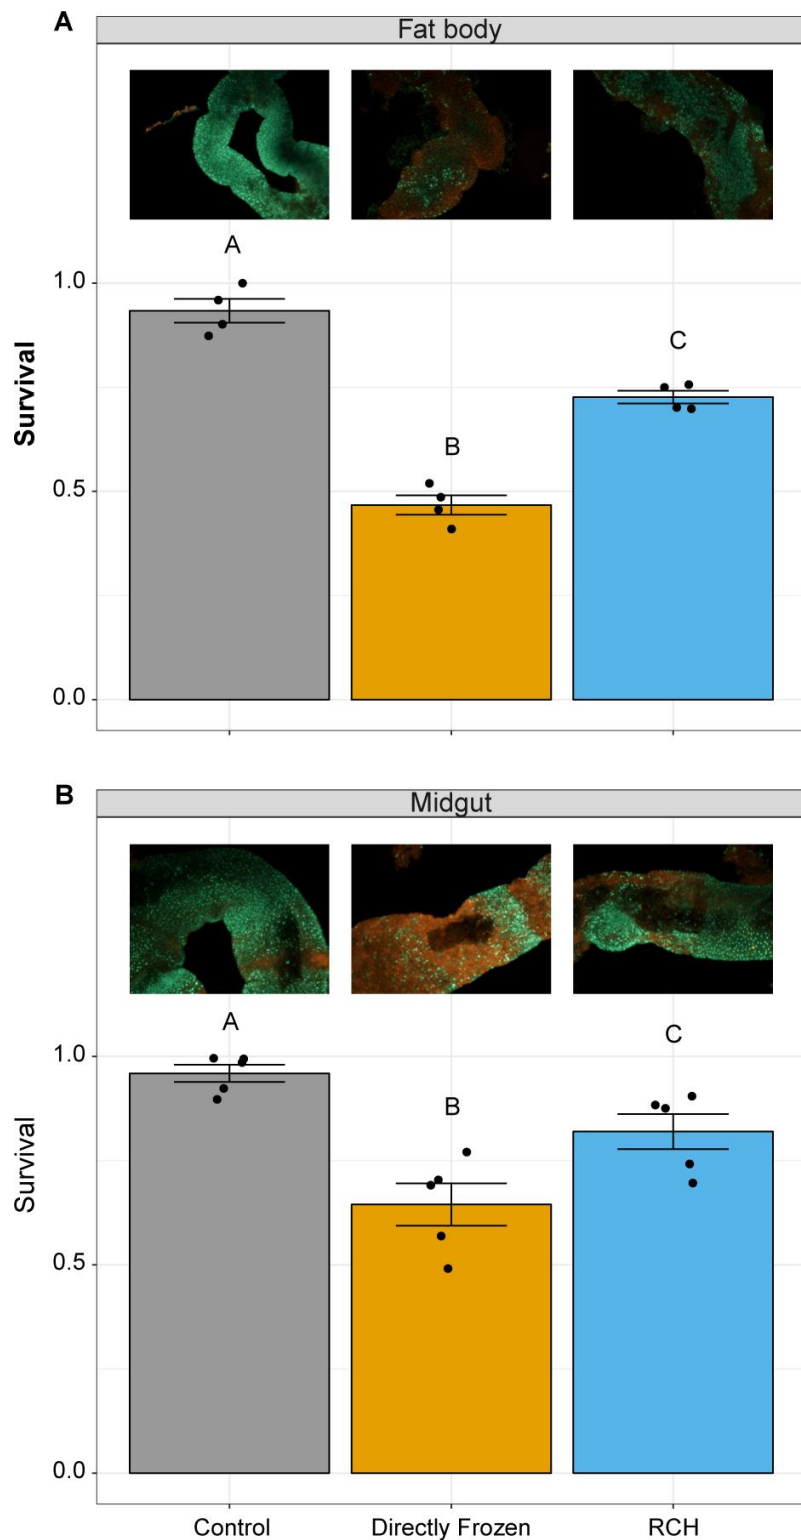 A
Fat body
A
1.0
C
Survival
B
0.5
0.0
B
Midgut
A
C
1.0
B
Survival
0.5
0.0
Control Directly Frozen RCH